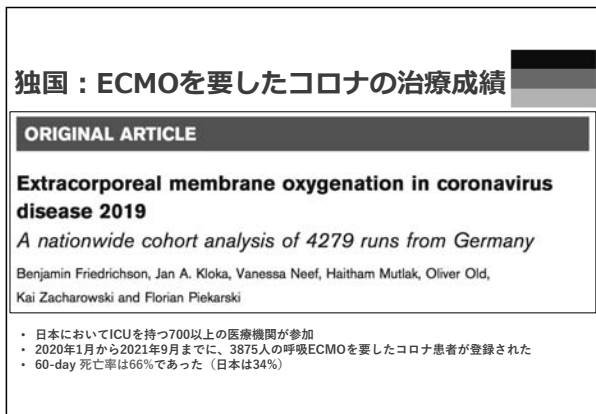 独国：ECMOを要したコロナの治療成績
ORIGINAL ARTICLE
Extracorporeal membrane oxygenation in coronavirus
disease 2019
A nationwide cohort analysis of 4279 runs from Germany
Benjamin Friedrichson, Jan A. Kloka, Vanessa Neef, Haitham Mutlak, Oliver Old,
Kai Zacharowski and Florian Piekarski
• 日本においてICUを持つ700以上の医療機関が参加
• 2020年1月から2021年9月までに、3875人の呼吸ECMOを要したコロナ患者が登録された
• 60-day 死亡率は66%であった（日本は34%）